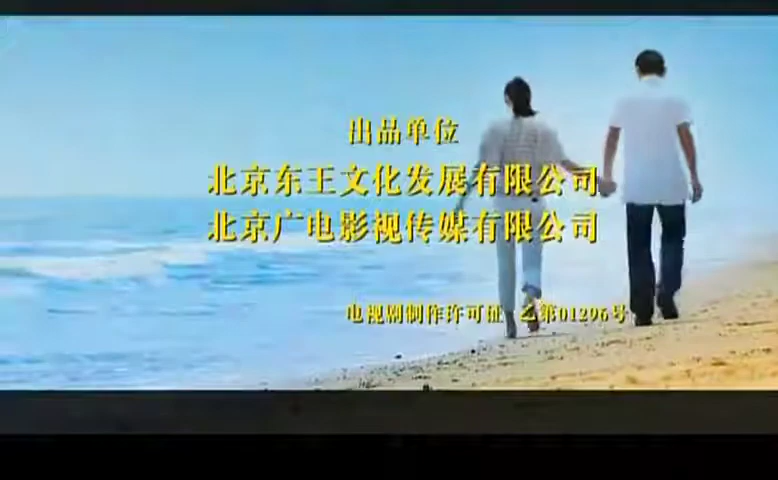 出品单位
北京东王文化发展有限公司
北京广电影视传媒有限公司
电视剧制作许可证 乙第01296号